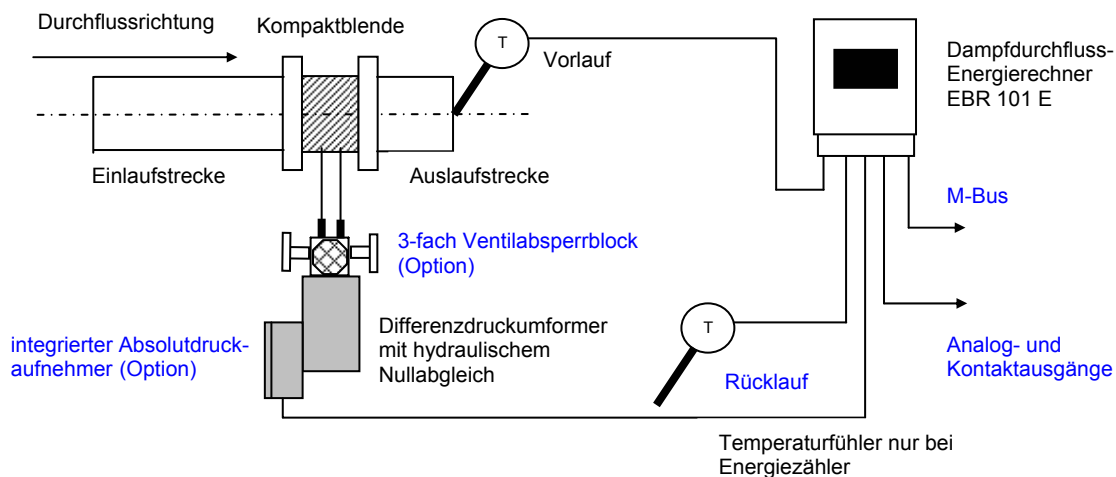 Durchflussrichtung
Kompaktblende
T
Vorlauf
Dampfdurchfluss-
Energierechner
EBR 101 E
Einlaufstrecke
Auslaufstrecke
M-Bus
3-fach Ventilabsperrblock
(Option)
integrierter Absolutdruck-
aufnehmer (Option)
Differenzdruckumformer
mit hydraulischem
Nullabgleich
T
Rücklauf
Analog- und
Kontaktausgänge
Temperaturfühler nur bei
Energiezähler